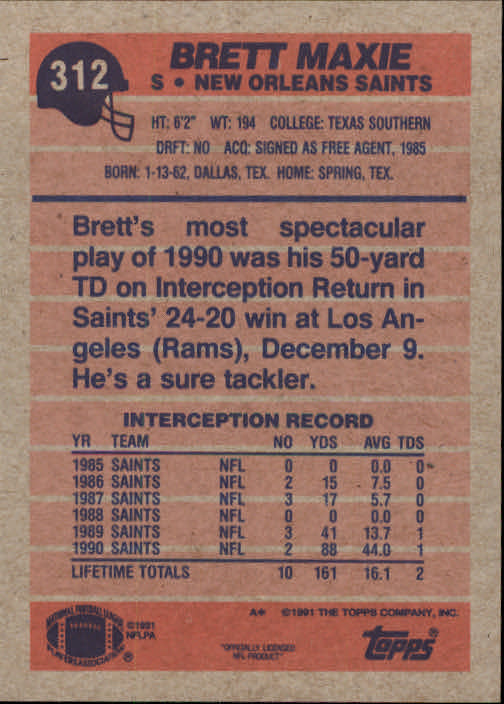 312
BRETT MAXIE
S • NEW ORLEANS SAINTS
HT: 6'2" WT: 194 COLLEGE: TEXAS SOUTHERN
DRFT: NO ACQ: SIGNED AS FREE AGENT, 1985
BORN: 1-13-62, DALLAS, TEX. HOME: SPRING, TEX.
Brett's most spectacular
play of 1990 was his 50-yard
TD on Interception Return in
Saints' 24-20 win at Los An-
geles (Rams), December 9.
He's a sure tackler.
INTERCEPTION RECORD
YR TEAM NO YDS AVG TDS
1985 SAINTS NFL 0 0 0.0 0
1986 SAINTS NFL 2 15 7.5 0
1987 SAINTS NFL 3 17 5.7 0
1988 SAINTS NFL 0 0 0.0 0
1989 SAINTS NFL 3 41 13.7 1
1990 SAINTS NFL 2 88 44.0 1
LIFETIME TOTALS 10 161 16.1 2
A* ©1991 THE TOPPS COMPANY, INC.
NATIONAL FOOTBALL LEAGUE
PLAYERS ASSOCIATION ®
©1991
NFLPA
"OFFICIALLY LICENSED
NFL PRODUCT"
topps®